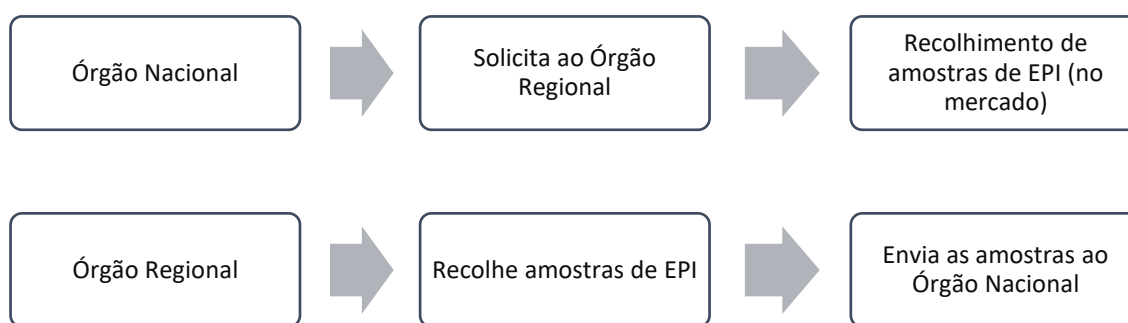 Órgão Nacional
Solicita ao Órgão
Regional
Recolhimento de
amostras de EPI (no
mercado)
Órgão Regional
Recolhe amostras de EPI
Envia as amostras ao
Órgão Nacional